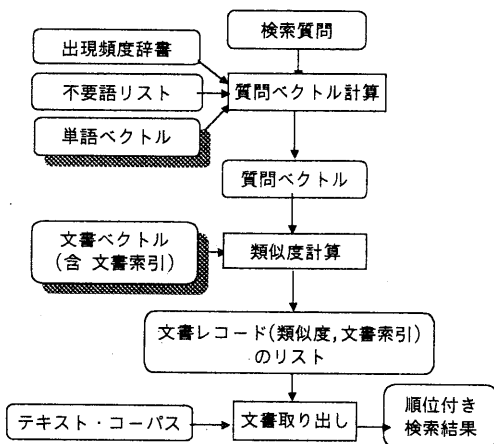 検索質問
出現頻度辞書
不要語リスト
質問ベクトル計算
単語ベクトル
質問ベクトル
文書ベクトル
(含 文書索引)
類似度計算
文書レコード(類似度,文書索引)
のリスト
テキスト・コーパス
文書取り出し
順位付き
検索結果